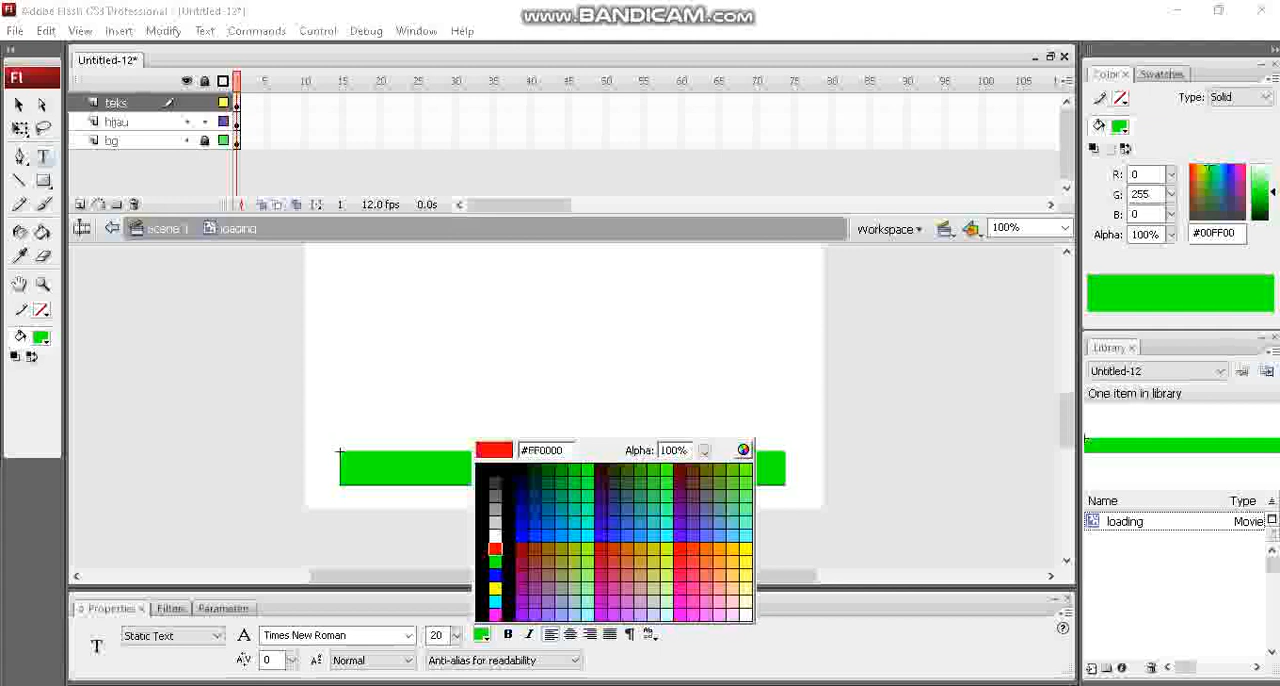 Adobe Flash CS3 Professional - [Untitled-12*]
www.BANDICAM.com
File Edit View Insert Modify Text Commands Control Debug Window Help
Fl
Untitled-12*
5 10 15 20 25 30 35 40 45 50 55 60 65 70 75 80 85 90 95 100 105
teks
hijau
bg
1 12.0 fps
Scene 1 loading
Workspace
100%
Color Swatches
Type: Solid
R: 0
G: 255
B: 0
Alpha: 100%
#00FF00
Library
Untitled-12
One item in library
Name Type
loading Movie
#FF0000 Alpha: 100%
Properties Filters Parameters
T Static Text A Times New Roman 20 B I
A/V 0 Normal Anti-alias for readability